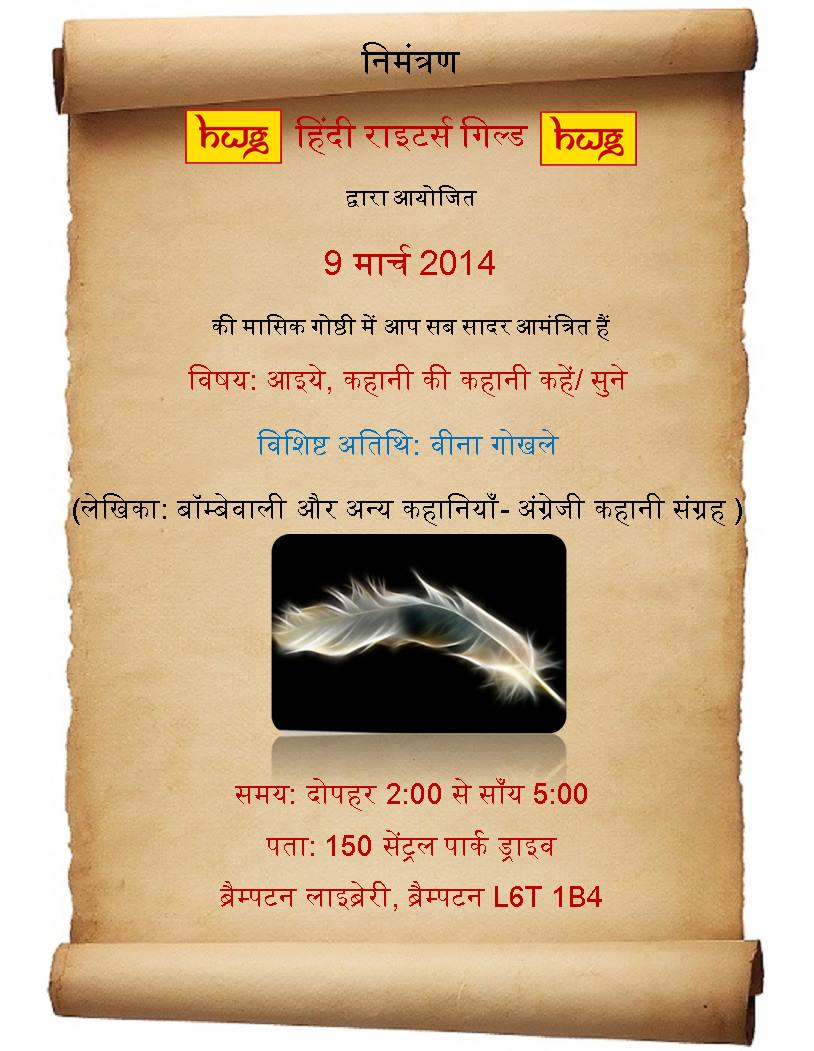 निमंत्रण
hwg हिंदी राइटर्स गिल्ड hwg
द्वारा आयोजित
9 मार्च 2014
की मासिक गोष्ठी में आप सब सादर आमंत्रित हैं
विषय: आइये, कहानी की कहानी कहें/ सुने
विशिष्ट अतिथि: वीना गोखले
(लेखिका: बॉम्बेवाली और अन्य कहानियाँ- अंग्रेजी कहानी संग्रह )
समय: दोपहर 2:00 से साँय 5:00
पता: 150 सेंट्रल पार्क ड्राइव
ब्रैम्पटन लाइब्रेरी, ब्रैम्पटन L6T 1B4